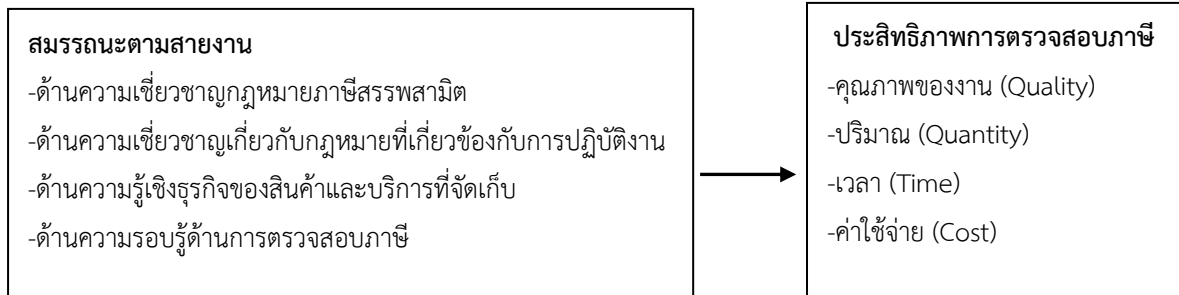 สมรรถนะตามสายงาน
-ด้านความเชี่ยวชาญกฎหมายภาษีสรรพสามิต
-ด้านความเชี่ยวชาญเกี่ยวกับกฎหมายที่เกี่ยวข้องกับการปฏิบัติงาน
-ด้านความรู้เชิงธุรกิจของสินค้าและบริการที่จัดเก็บ
-ด้านความรอบรู้ด้านการตรวจสอบภาษี
ประสิทธิภาพการตรวจสอบภาษี
-คุณภาพของงาน (Quality)
-ปริมาณ (Quantity)
-เวลา (Time)
-ค่าใช้จ่าย (Cost)